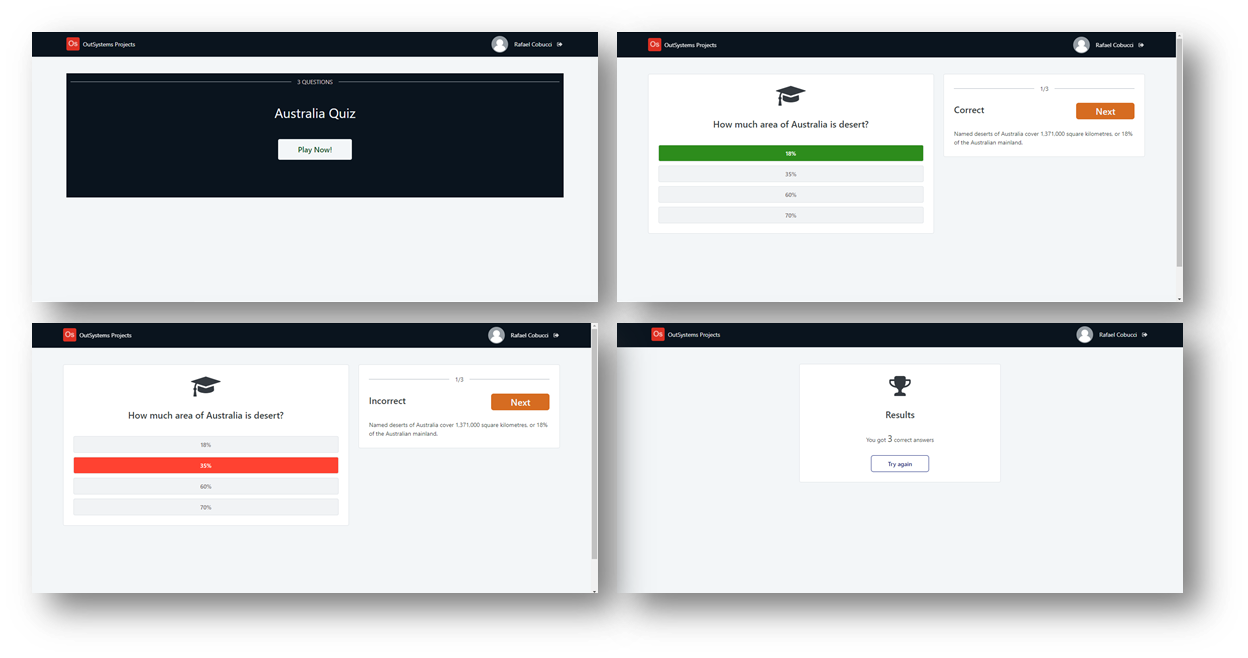 Os OutSystems Projects Rafael Cobucci
3 QUESTIONS
Australia Quiz
Play Now!
Os OutSystems Projects Rafael Cobucci
How much area of Australia is desert?
18%
35%
60%
70%
1/3
Correct Next
Named deserts of Australia cover 1,371,000 square kilometres, or 18%
of the Australian mainland.
Os OutSystems Projects Rafael Cobucci
How much area of Australia is desert?
18%
35%
60%
70%
1/3
Incorrect Next
Named deserts of Australia cover 1,371,000 square kilometres, or 18%
of the Australian mainland.
Os OutSystems Projects Rafael Cobucci
Results
You got 3 correct answers
Try again